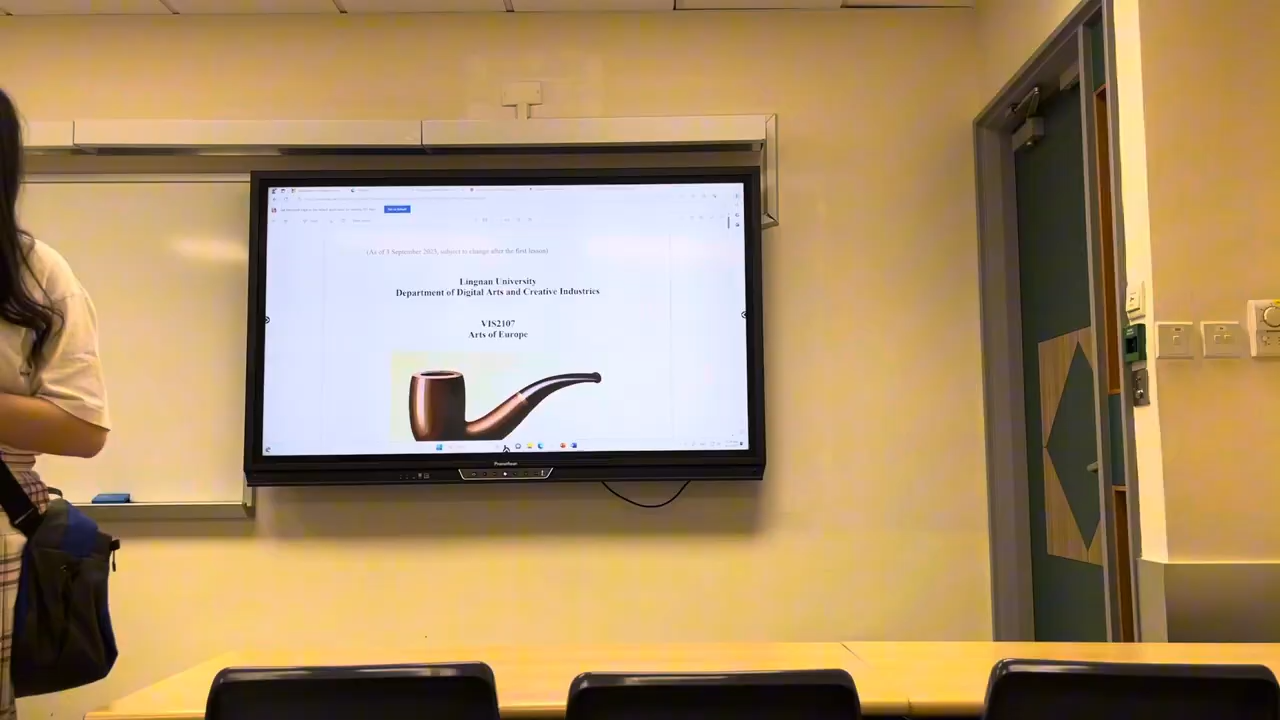 (As of 3 September 2025, subject to change after the first lesson)
Lingnan University
Department of Digital Arts and Creative Industries
VIS2107
Arts of Europe
Promethean